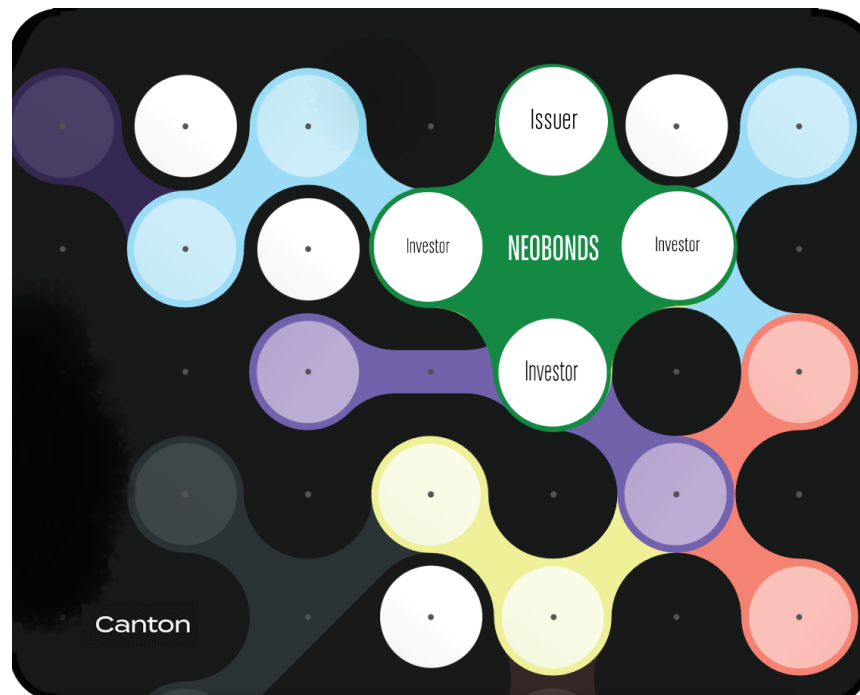 Issuer
Investor
NEOBONDS
Investor
Investor
Canton